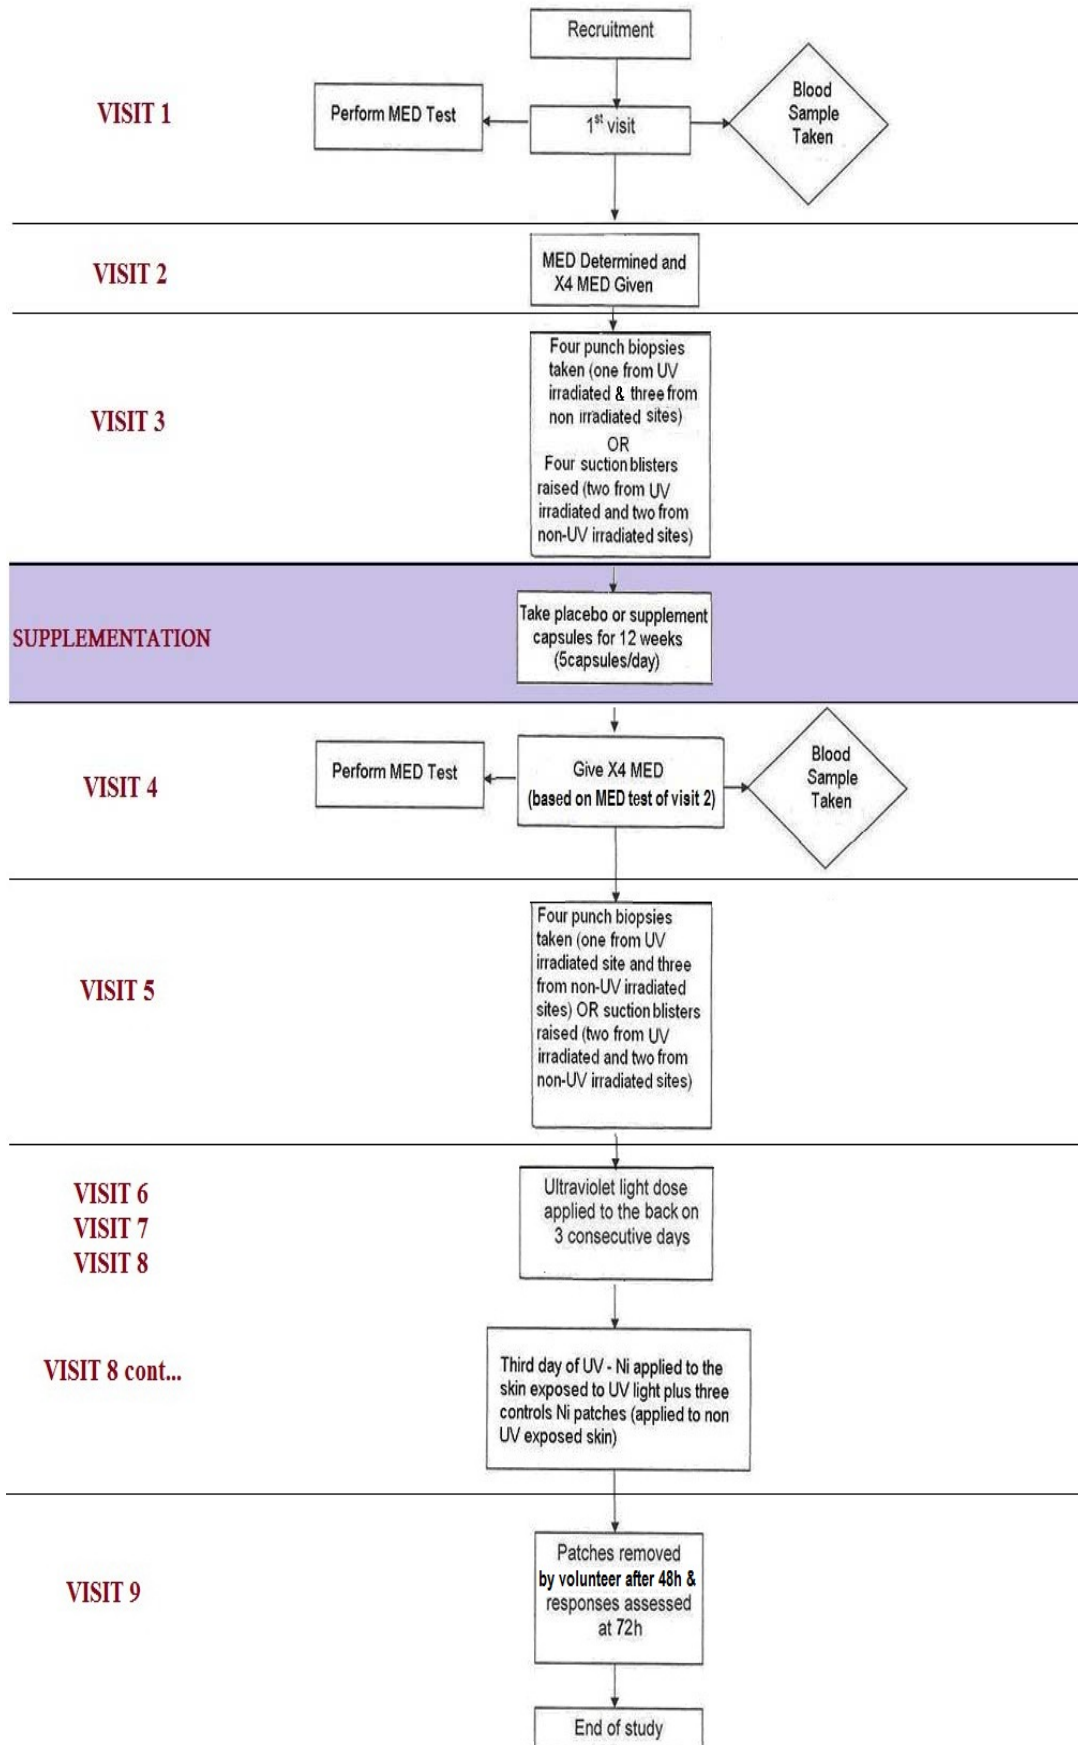 Recruitment
VISIT 1
Perform MED Test
1st visit
Blood
Sample
Taken
VISIT 2
MED Determined and
X4 MED Given
VISIT 3
Four punch biopsies
taken (one from UV
irradiated & three from
non irradiated sites)
OR
Four suction blisters
raised (two from UV
irradiated and two from
non-UV irradiated sites)
SUPPLEMENTATION
Take placebo or supplement
capsules for 12 weeks
(5capsules/day)
VISIT 4
Perform MED Test
Give X4 MED
(based on MED test of visit 2)
Blood
Sample
Taken
VISIT 5
Four punch biopsies
taken (one from UV
irradiated site and three
from non-UV irradiated
sites) OR suction blisters
raised (two from UV
irradiated and two from
non-UV irradiated sites)
VISIT 6
VISIT 7
VISIT 8
Ultraviolet light dose
applied to the back on
3 consecutive days
VISIT 8 cont...
Third day of UV - Ni applied to the
skin exposed to UV light plus three
controls Ni patches (applied to non
UV exposed skin)
VISIT 9
Patches removed
by volunteer after 48h &
responses assessed
at 72h
End of study